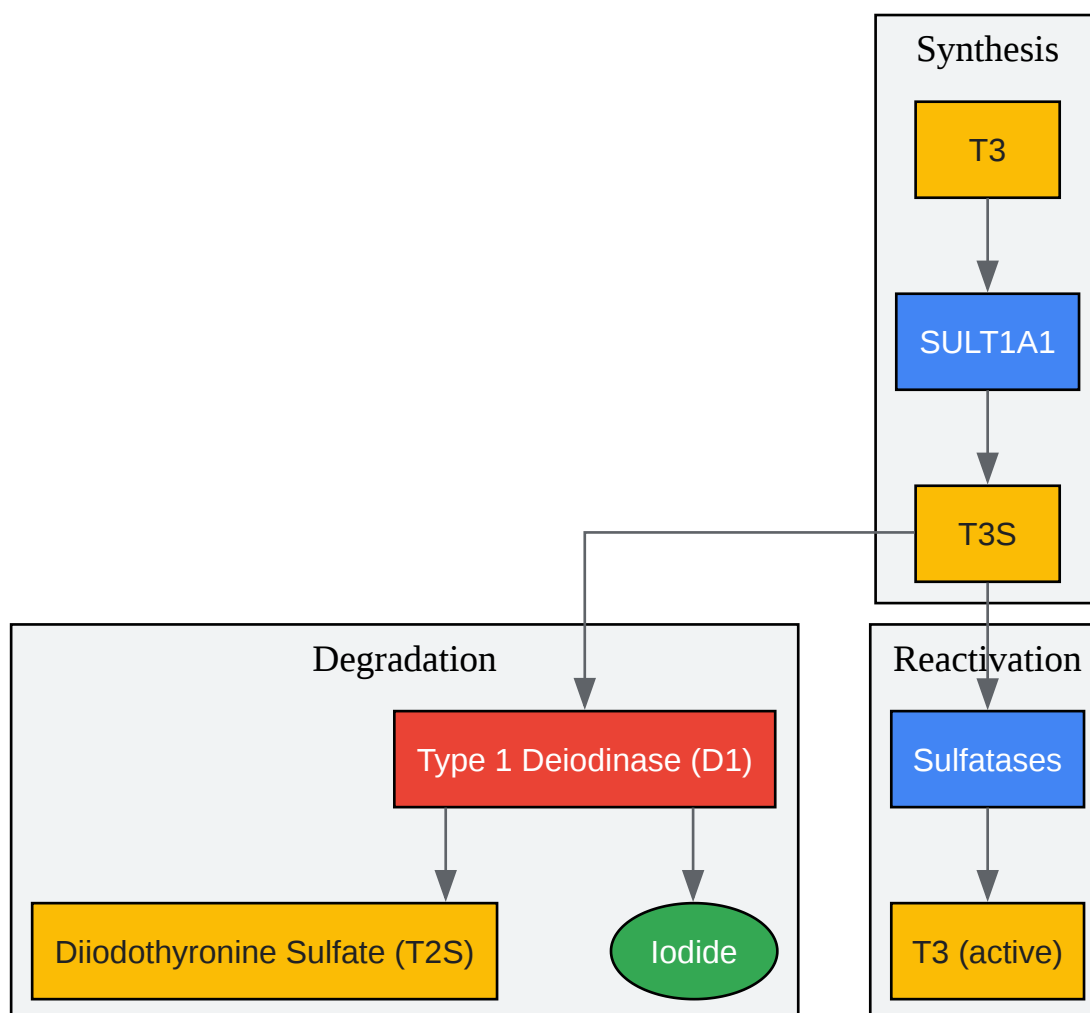 Synthesis
T3
SULT1A1
T3S
Degradation
Reactivation
Type 1 Deiodinase (D1)
Sulfatases
Diiodothyronine Sulfate (T2S)
Iodide
T3 (active)